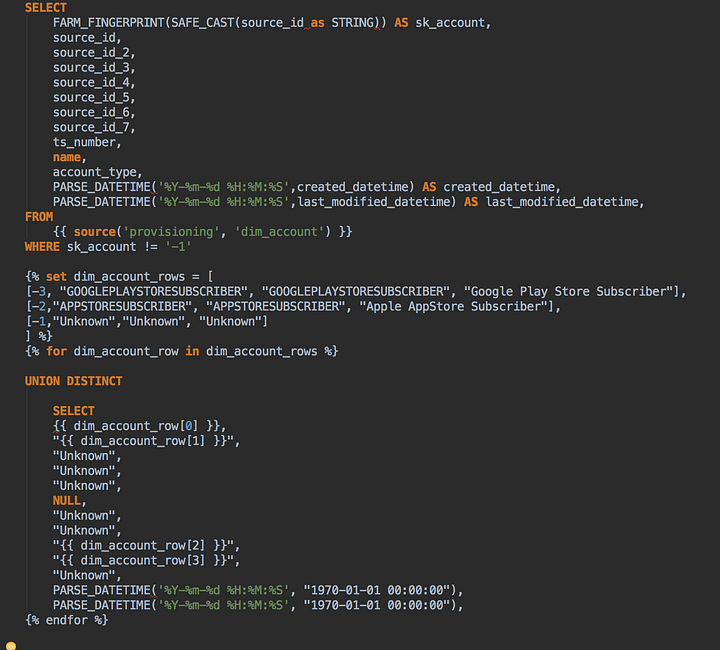 SELECT
FARM_FINGERPRINT(SAFE_CAST(source_id as STRING)) AS sk_account,
source_id,
source_id_2,
source_id_3,
source_id_4,
source_id_5,
source_id_6,
source_id_7,
ts_number,
name,
account_type,
PARSE_DATETIME('%Y-%m-%d %H:%M:%S',created_datetime) AS created_datetime,
PARSE_DATETIME('%Y-%m-%d %H:%M:%S',last_modified_datetime) AS last_modified_datetime,
FROM
{{ source('provisioning', 'dim_account') }}
WHERE sk_account != '-1'
{% set dim_account_rows = [
[-3, "GOOGLEPLAYSTORESUBSCRIBER", "GOOGLEPLAYSTORESUBSCRIBER", "Google Play Store Subscriber"],
[-2,"APPSTORESUBSCRIBER", "APPSTORESUBSCRIBER", "Apple AppStore Subscriber"],
[-1,"Unknown","Unknown", "Unknown"]
] %}
{% for dim_account_row in dim_account_rows %}
UNION DISTINCT
SELECT
{{ dim_account_row[0] }},
"{{ dim_account_row[1] }}",
"Unknown",
"Unknown",
"Unknown",
NULL,
"Unknown",
"Unknown",
"{{ dim_account_row[2] }}",
"{{ dim_account_row[3] }}",
"Unknown",
PARSE_DATETIME('%Y-%m-%d %H:%M:%S', "1970-01-01 00:00:00"),
PARSE_DATETIME('%Y-%m-%d %H:%M:%S', "1970-01-01 00:00:00"),
{% endfor %}